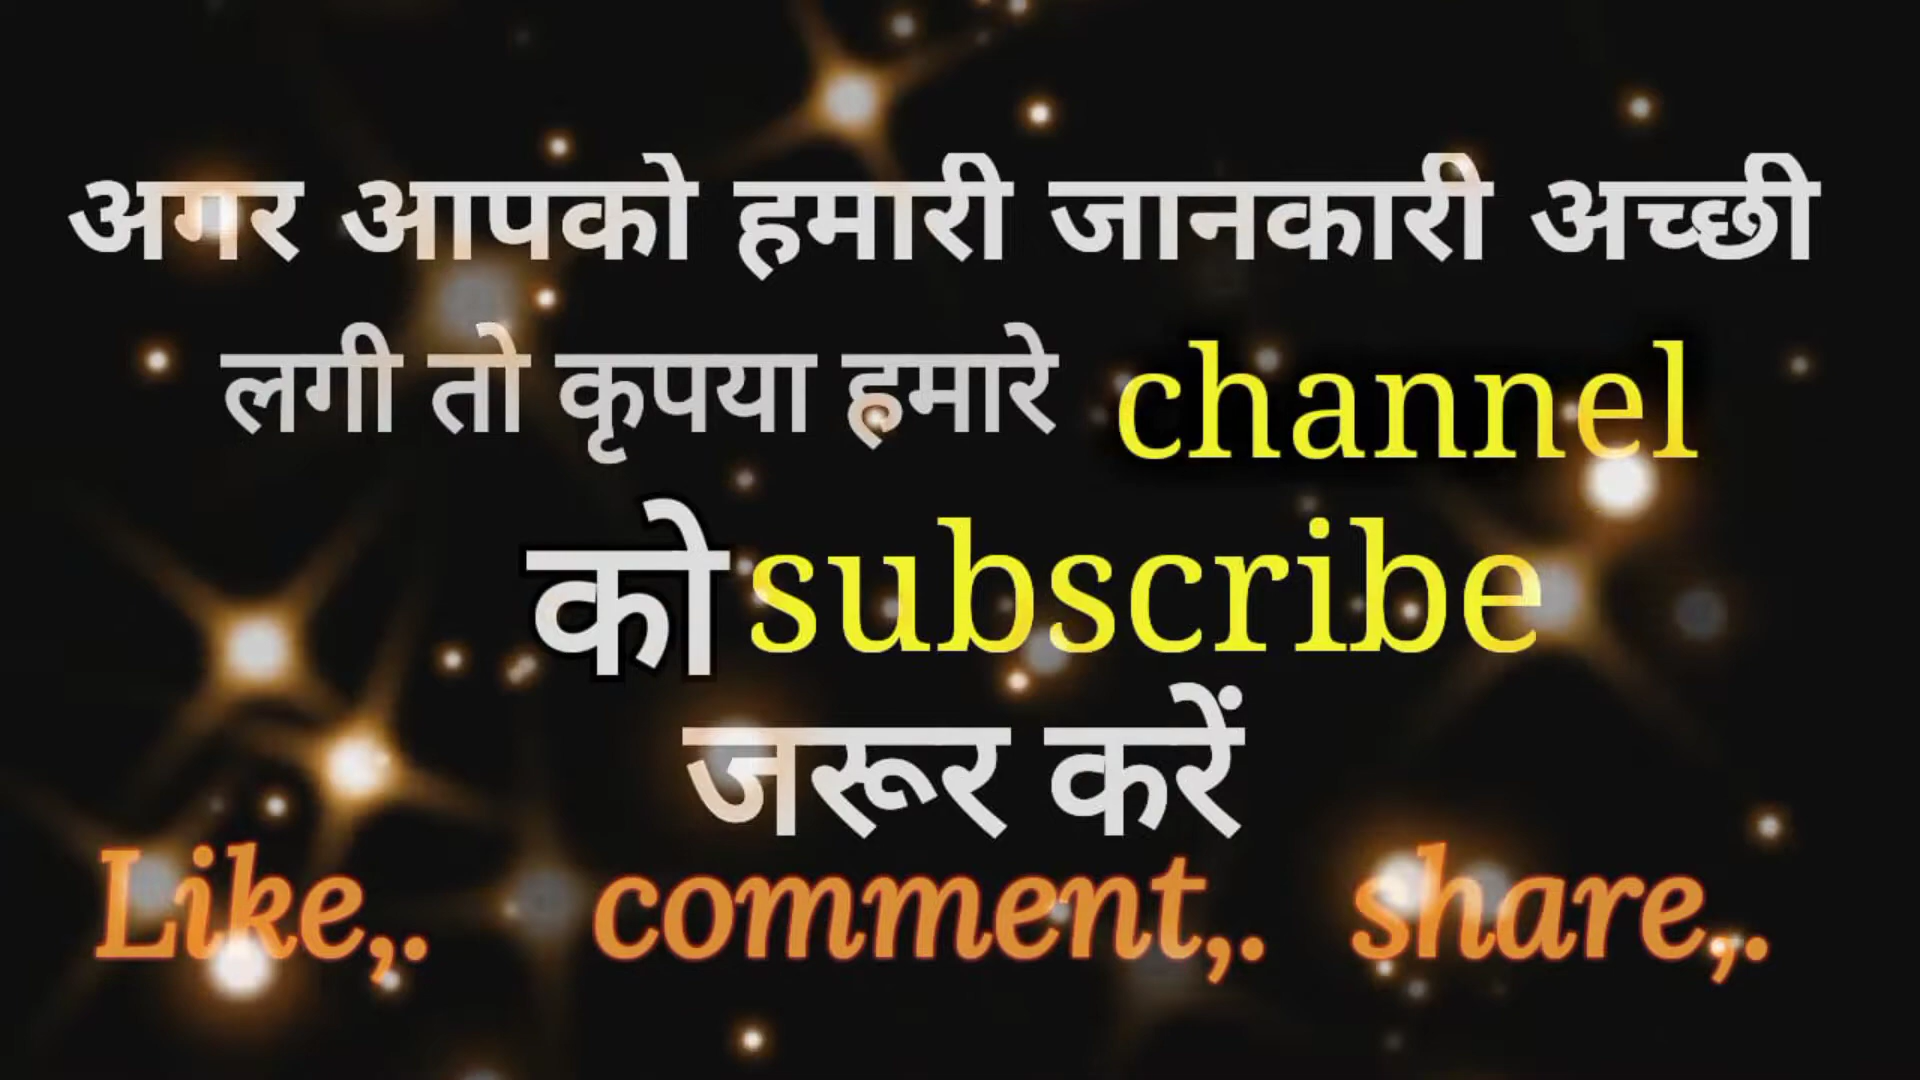 अगर आपको हमारी जानकारी अच्छी
लगी तो कृपया हमारे channel
को subscribe
जरूर करें
Like,. comment,. share,.